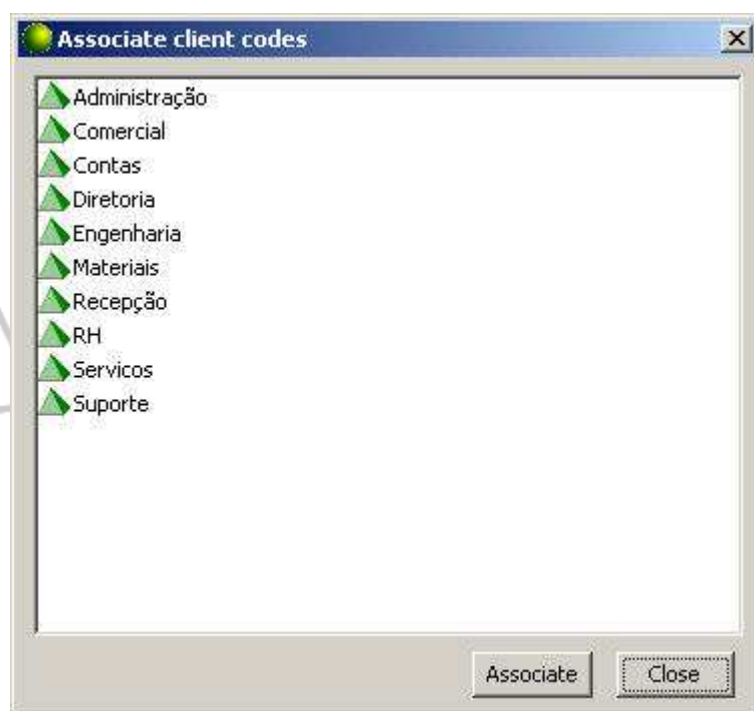 Associate client codes
Administração
Comercial
Contas
Diretoria
Engenharia
Materiais
Recepção
RH
Servicos
Suporte
Associate Close